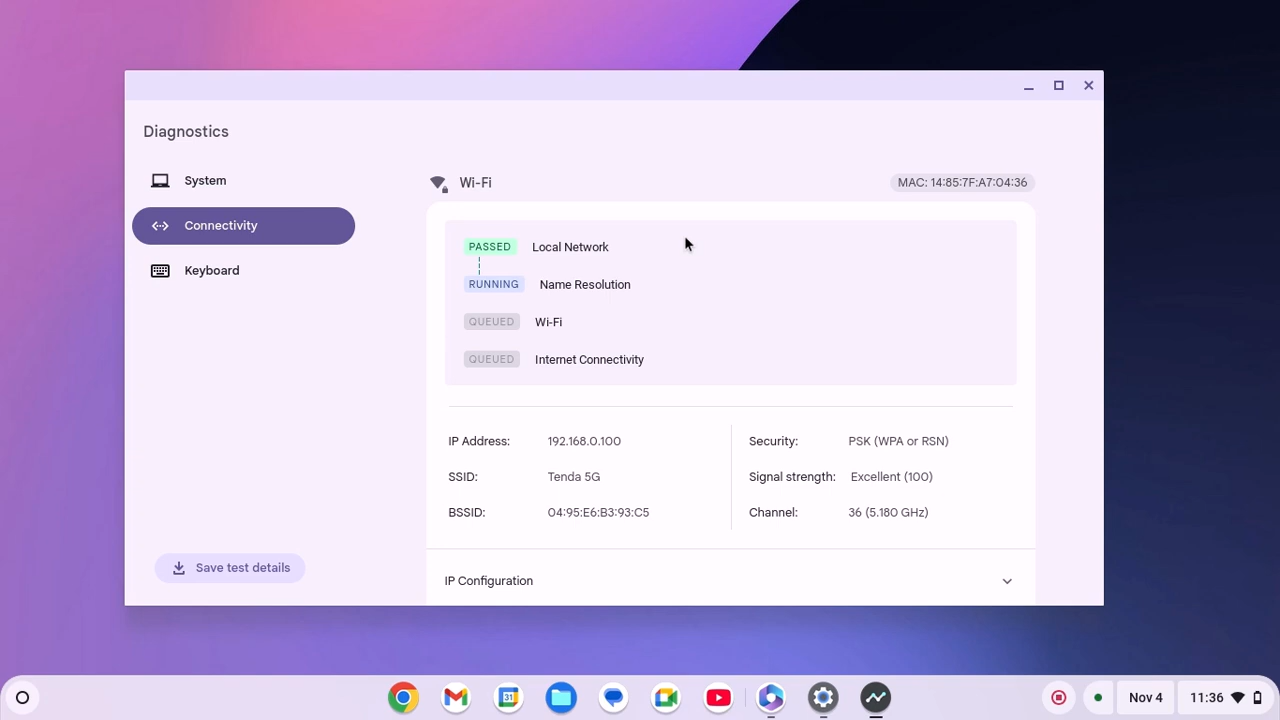 Diagnostics
System
Connectivity
Keyboard
Save test details
Wi-Fi
MAC: 14:85:7F:A7:04:36
PASSED Local Network
RUNNING Name Resolution
QUEUED Wi-Fi
QUEUED Internet Connectivity
IP Address: 192.168.0.100
SSID: Tenda 5G
BSSID: 04:95:E6:B3:93:C5
Security: PSK (WPA or RSN)
Signal strength: Excellent (100)
Channel: 36 (5.180 GHz)
IP Configuration
31
Nov 4
11:36